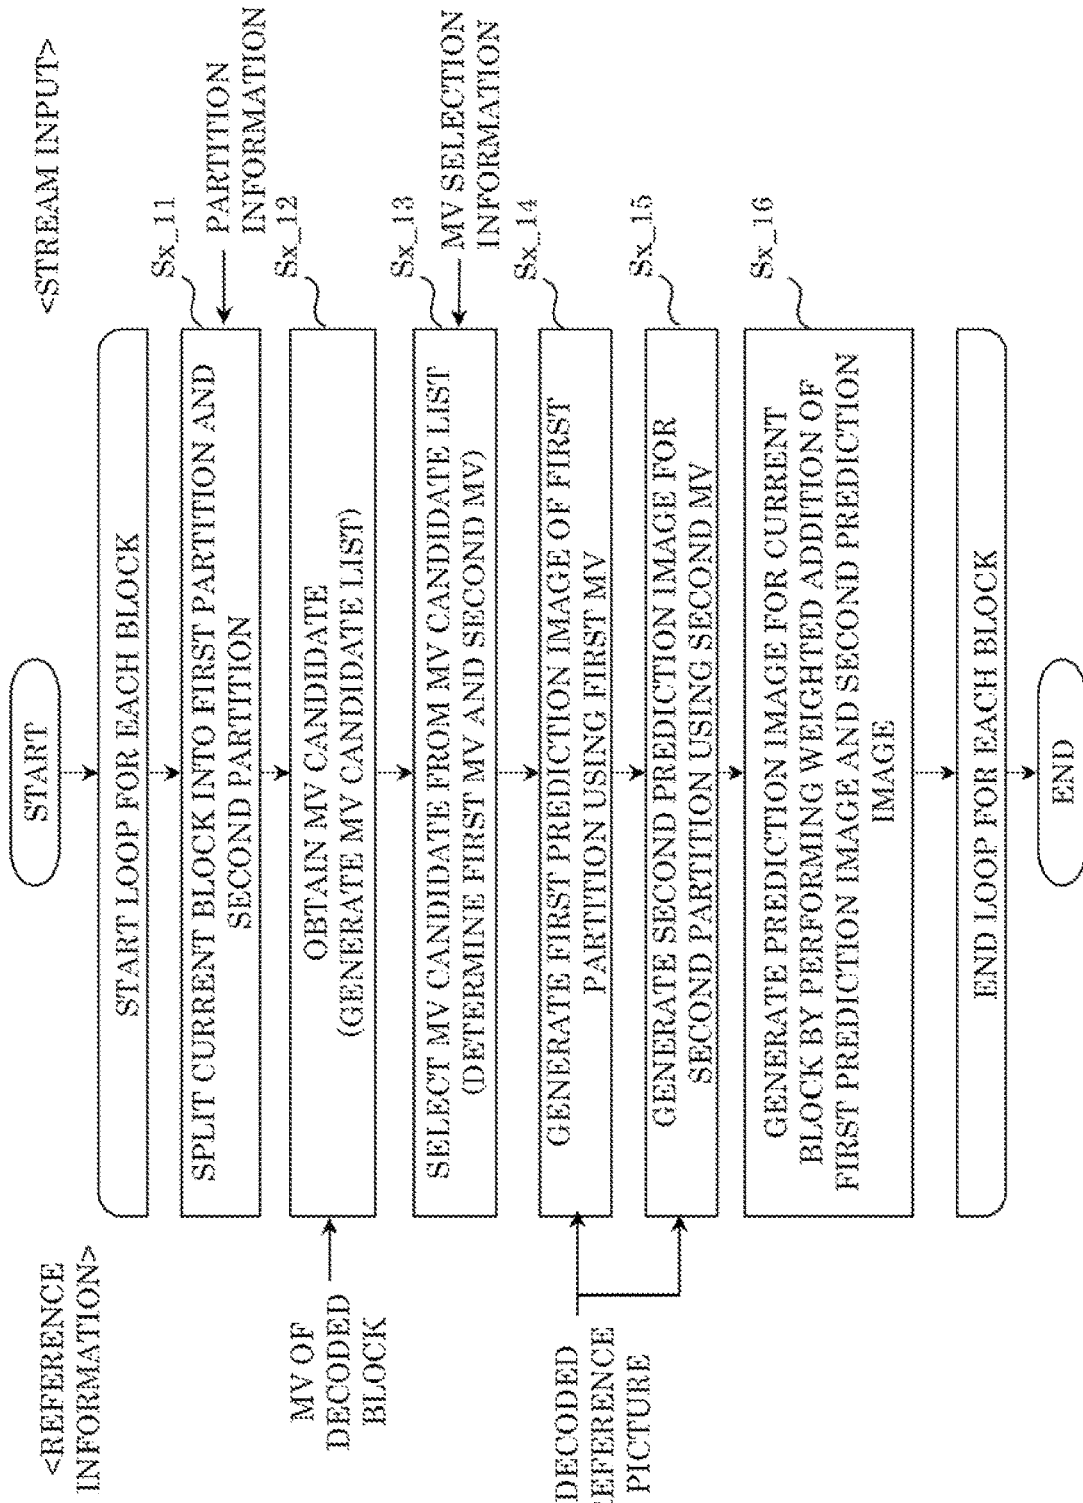 <REFERENCE
INFORMATION>
<STREAM INPUT>
START
START LOOP FOR EACH BLOCK
Sx_11
SPLIT CURRENT BLOCK INTO FIRST PARTITION AND
SECOND PARTITION
PARTITION
INFORMATION
Sx_12
MV OF
DECODED
BLOCK
OBTAIN MV CANDIDATE
(GENERATE MV CANDIDATE LIST)
Sx_13
SELECT MV CANDIDATE FROM MV CANDIDATE LIST
(DETERMINE FIRST MV AND SECOND MV)
MV SELECTION
INFORMATION
Sx_14
DECODED
EFERENCE
PICTURE
GENERATE FIRST PREDICTION IMAGE OF FIRST
PARTITION USING FIRST MV
Sx_15
GENERATE SECOND PREDICTION IMAGE FOR
SECOND PARTITION USING SECOND MV
Sx_16
GENERATE PREDICTION IMAGE FOR CURRENT
BLOCK BY PERFORMING WEIGHTED ADDITION OF
FIRST PREDICTION IMAGE AND SECOND PREDICTION
IMAGE
END LOOP FOR EACH BLOCK
END